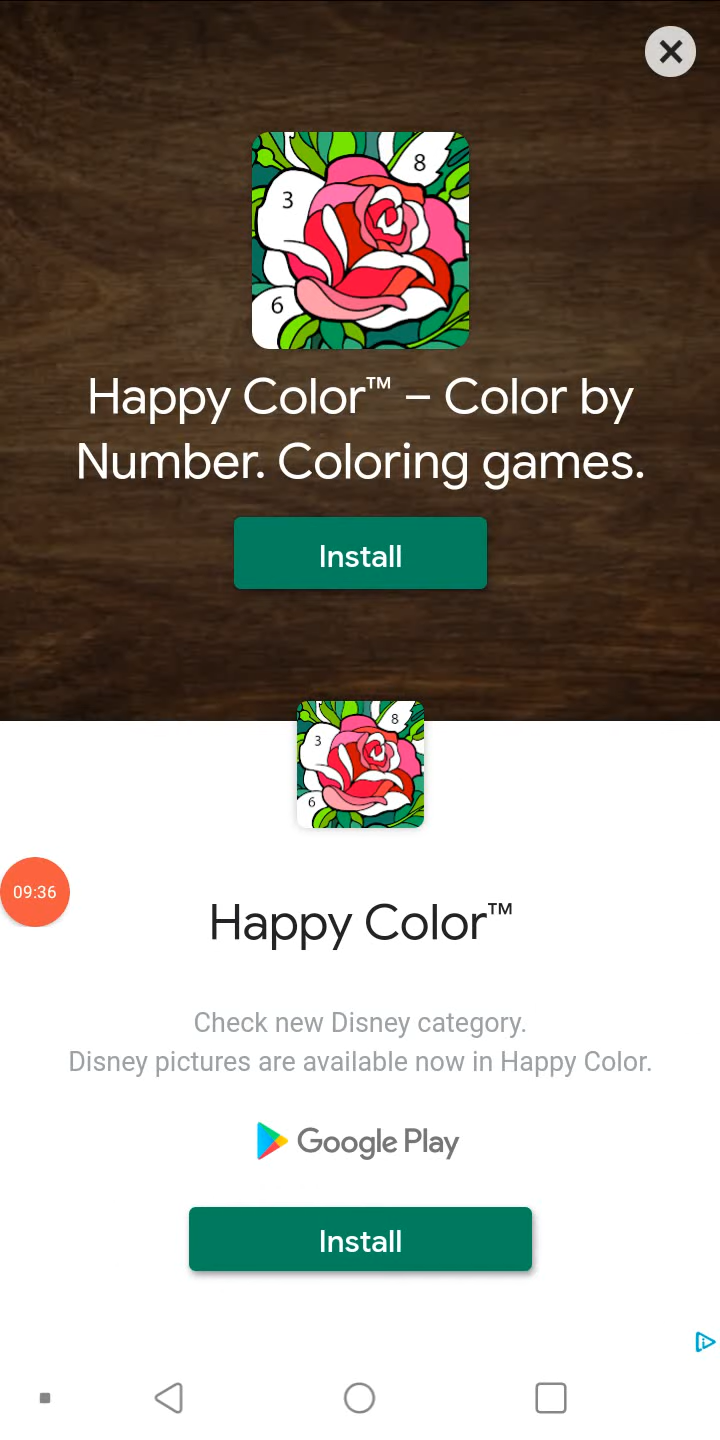 3
8
6
Happy Color™ – Color by
Number. Coloring games.
Install
3
8
6
09:36
Happy Color™
Check new Disney category.
Disney pictures are available now in Happy Color.
Google Play
Install